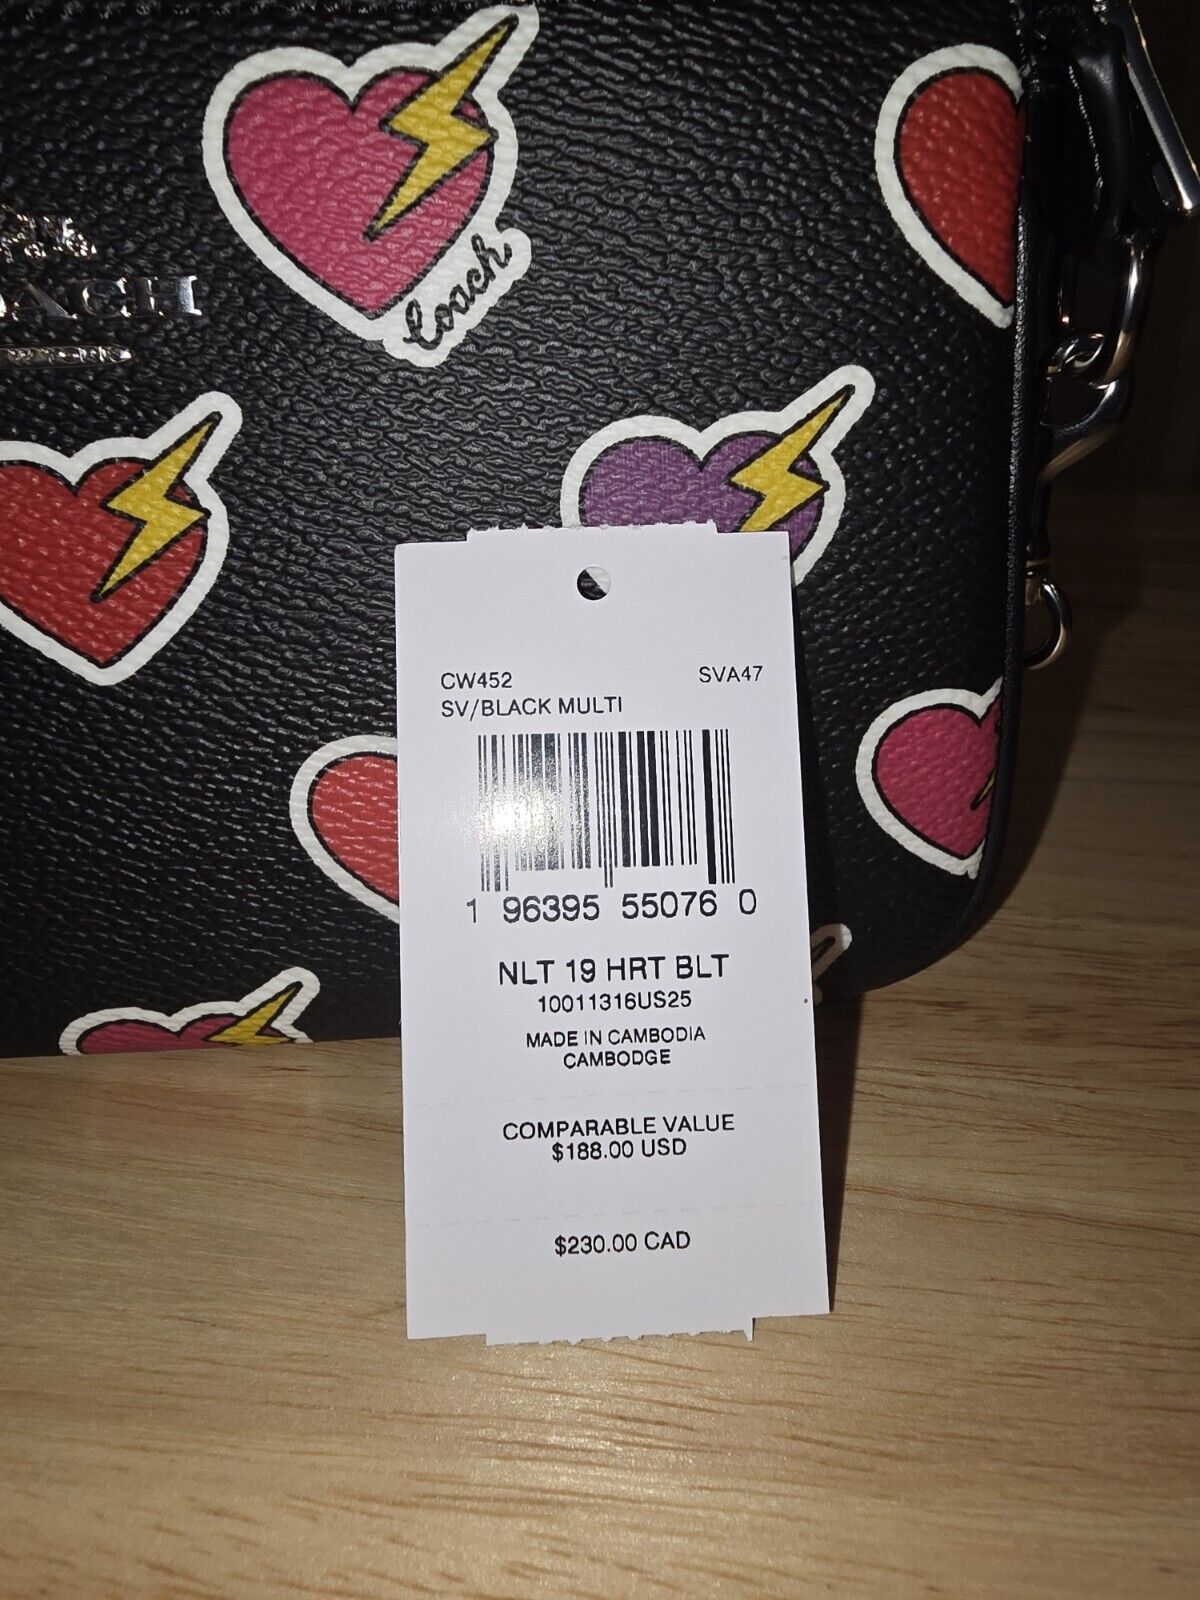 Coach
OACH
CW452 SVA47
SV/BLACK MULTI
1 96395 55076 0
NLT 19 HRT BLT
10011316US25
MADE IN CAMBODIA
CAMBODGE
COMPARABLE VALUE
$188.00 USD
$230.00 CAD